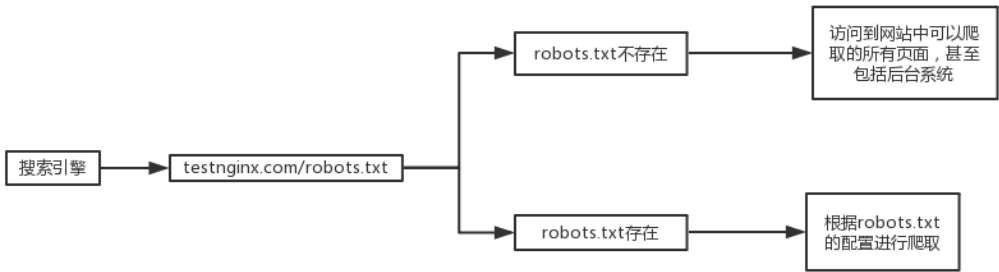 搜索引擎
testnginx.com/robots.txt
robots.txt不存在
访问到网站中可以爬
取的所有页面，甚至
包括后台系统
robots.txt存在
根据robots.txt
的配置进行爬取